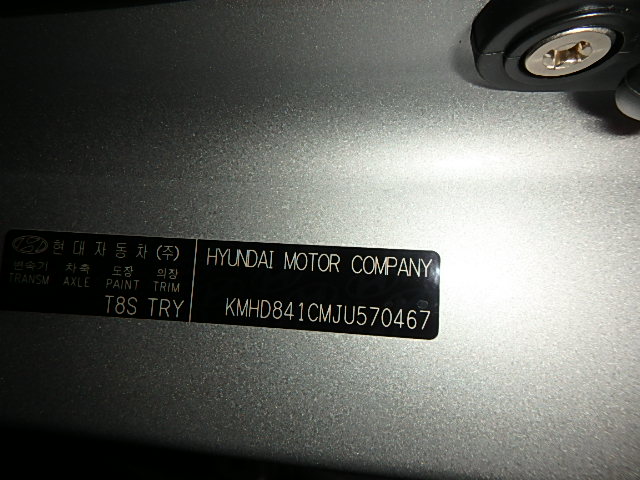 현대자동차(주)
변속기 차축 도장 의장
TRANSM AXLE PAINT TRIM
T8S TRY
HYUNDAI MOTOR COMPANY
KMHD841CMJU570467